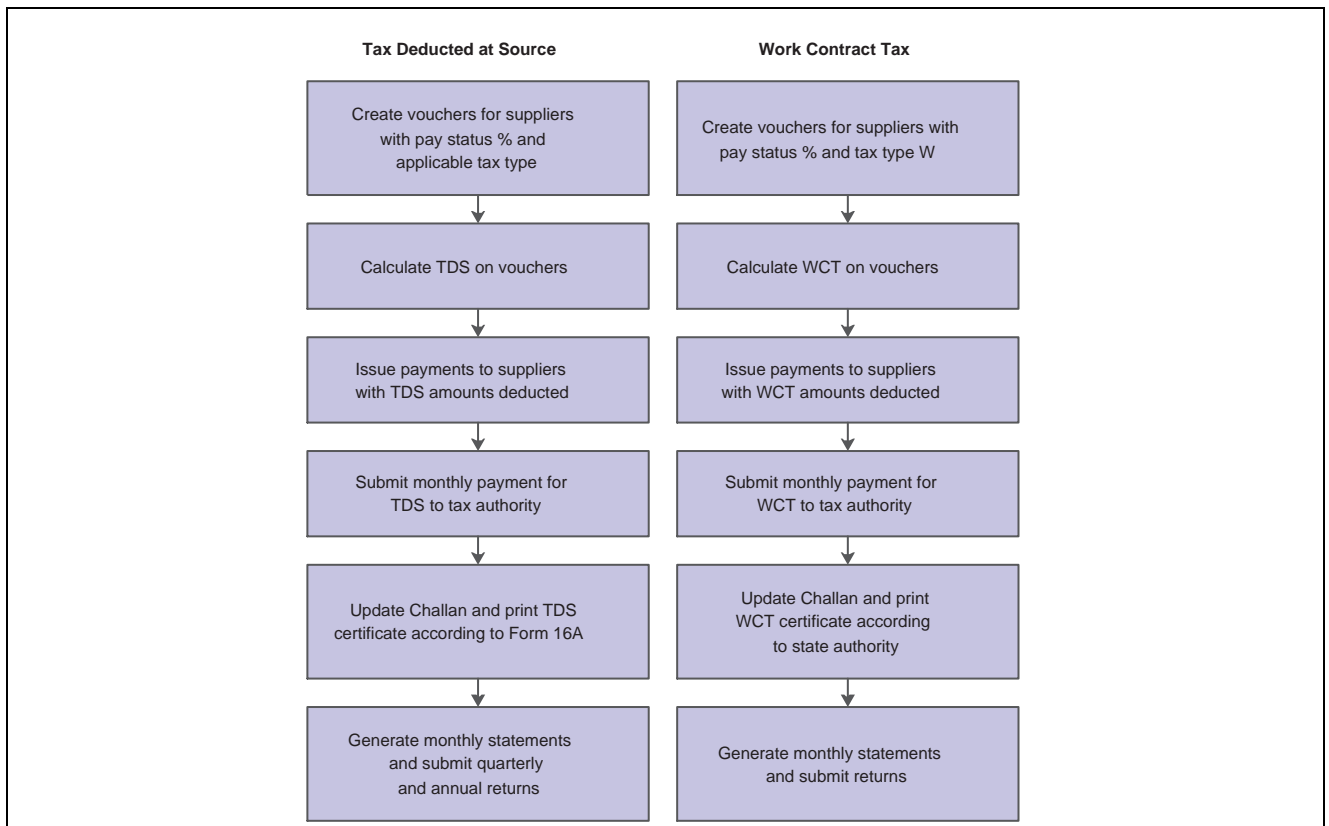 Tax Deducted at Source
Create vouchers for suppliers
with pay status % and
applicable tax type
Calculate TDS on vouchers
Issue payments to suppliers
with TDS amounts deducted
Submit monthly payment for
TDS to tax authority
Update Challan and print TDS
certificate according to Form 16A
Generate monthly statements
and submit quarterly
and annual returns
Work Contract Tax
Create vouchers for suppliers with
pay status % and tax type W
Calculate WCT on vouchers
Issue payments to suppliers
with WCT amounts deducted
Submit monthly payment for
WCT to tax authority
Update Challan and print
WCT certificate according
to state authority
Generate monthly statements
and submit returns